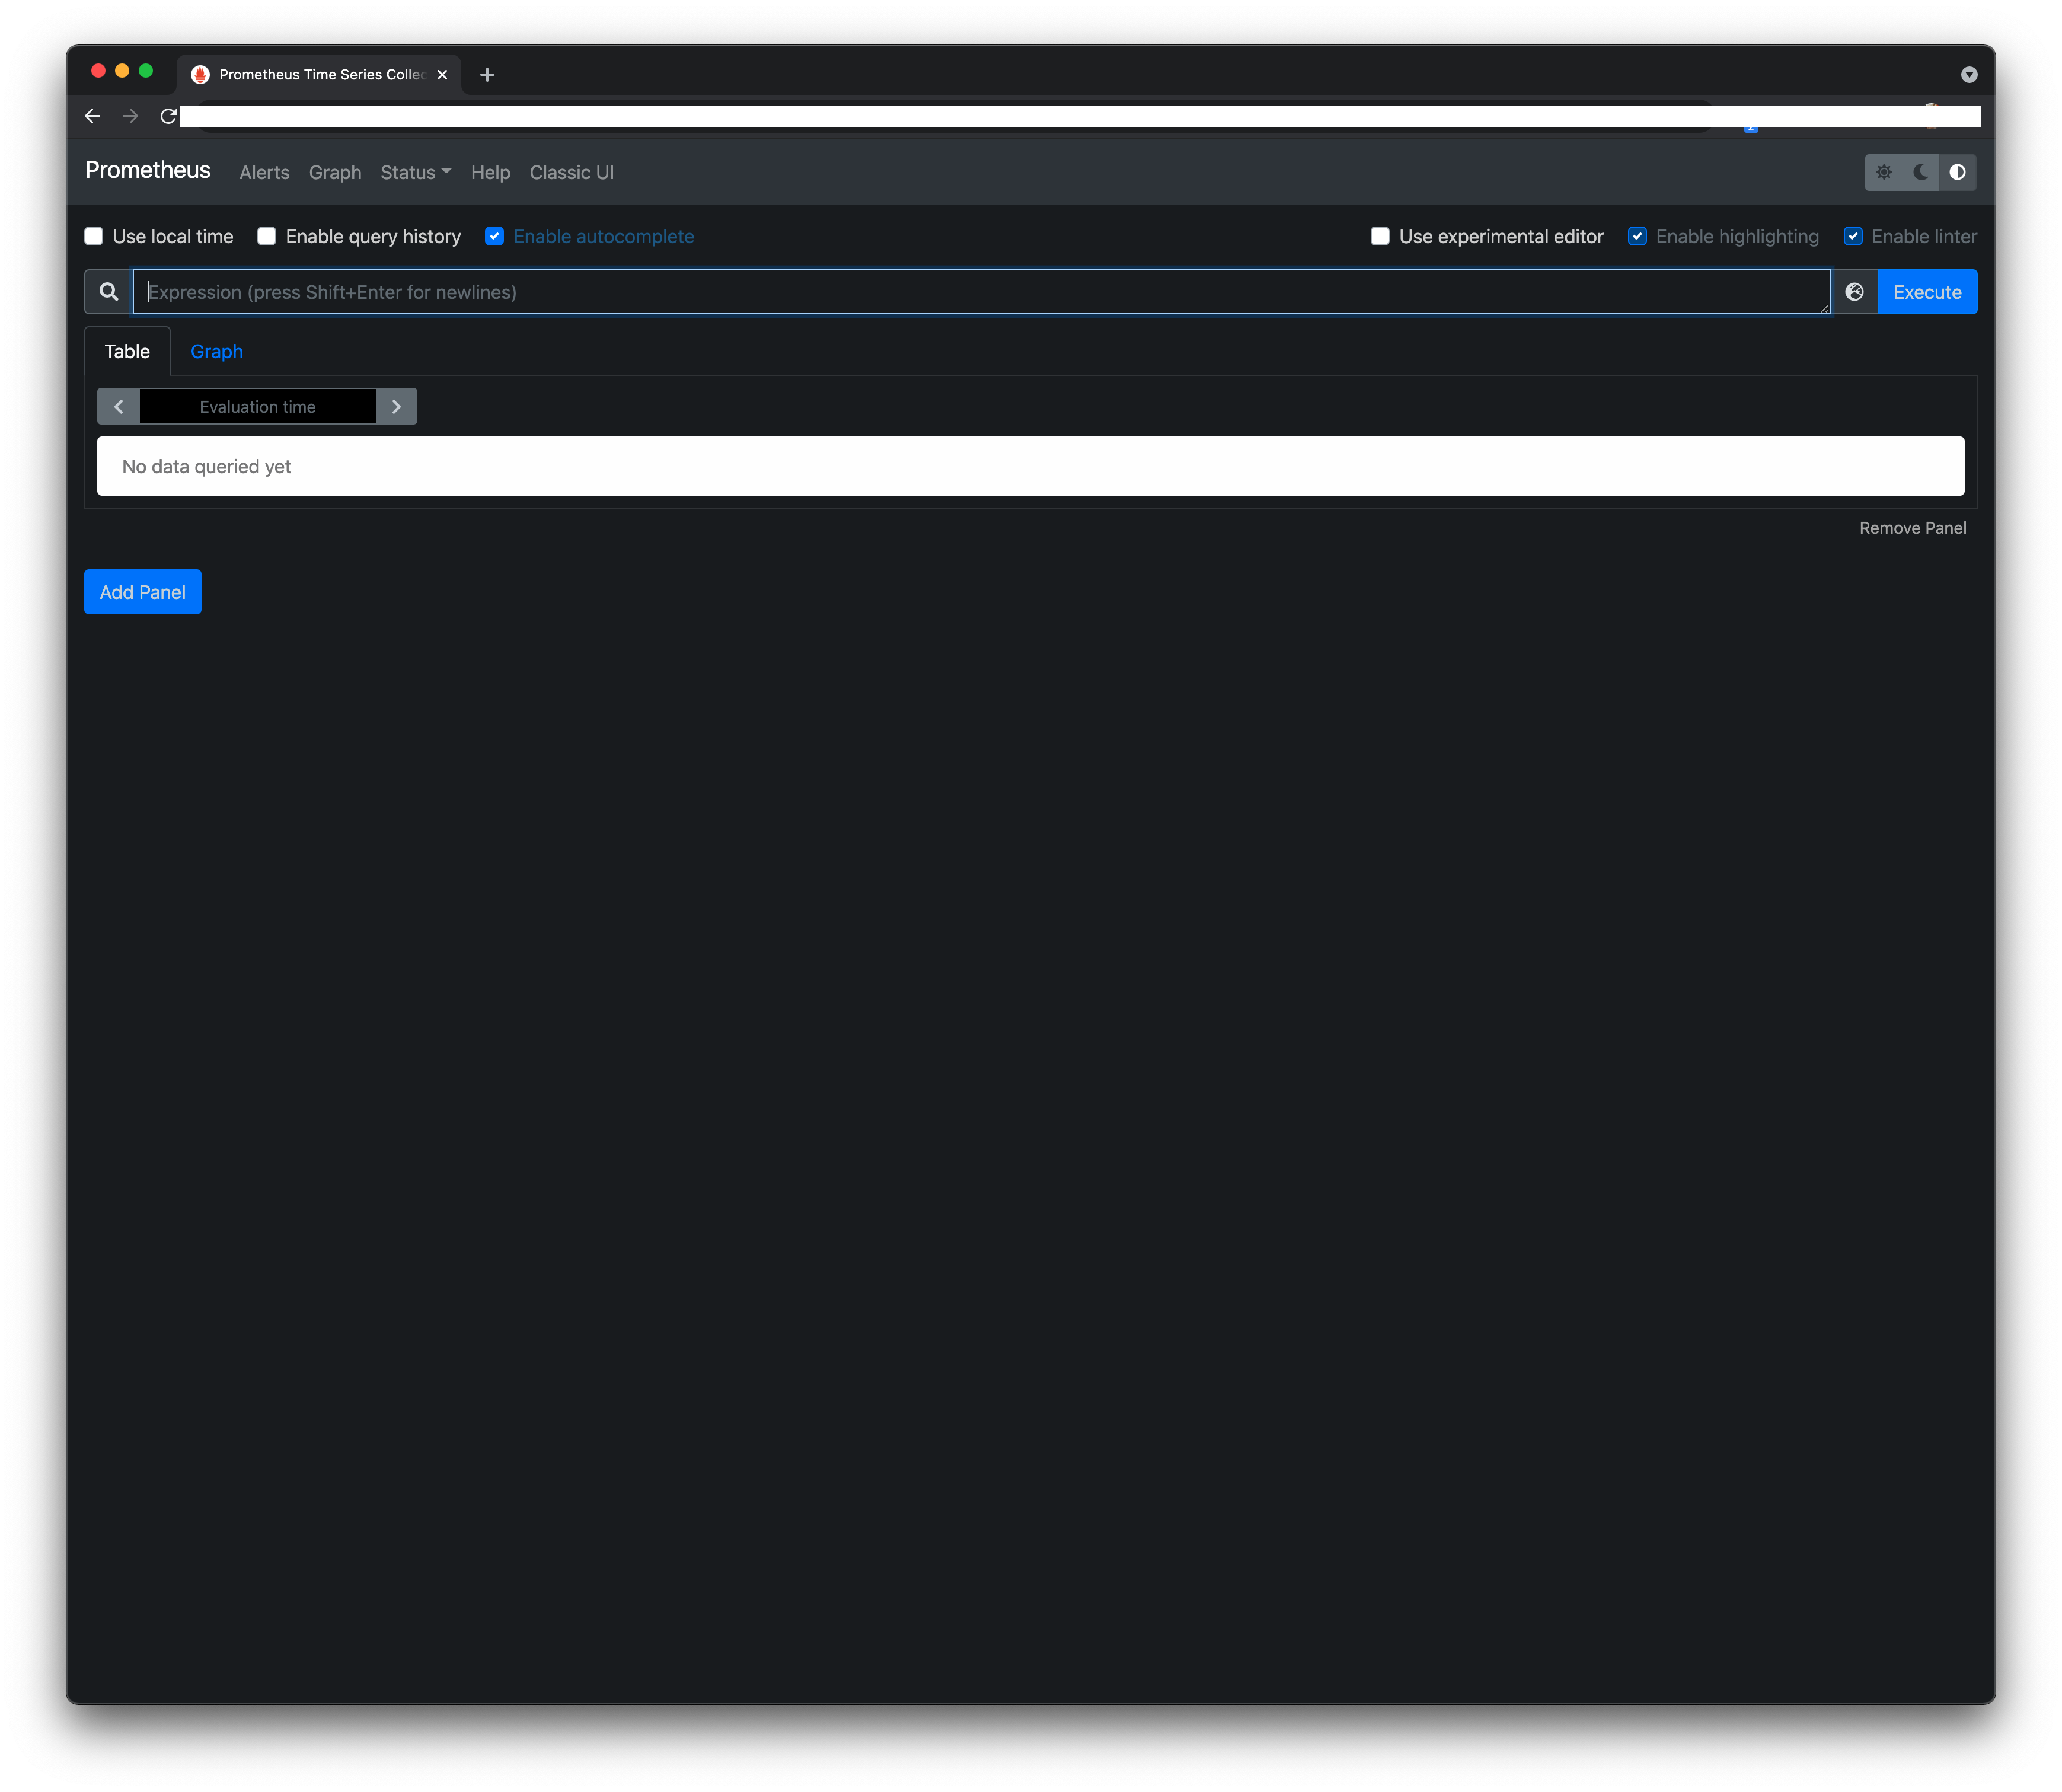 Prometheus Time Series Collec
Prometheus Alerts Graph Status Help Classic UI
Use local time Enable query history Enable autocomplete Use experimental editor Enable highlighting Enable linter
Expression (press Shift+Enter for newlines) Execute
Table Graph
Evaluation time
No data queried yet
Remove Panel
Add Panel